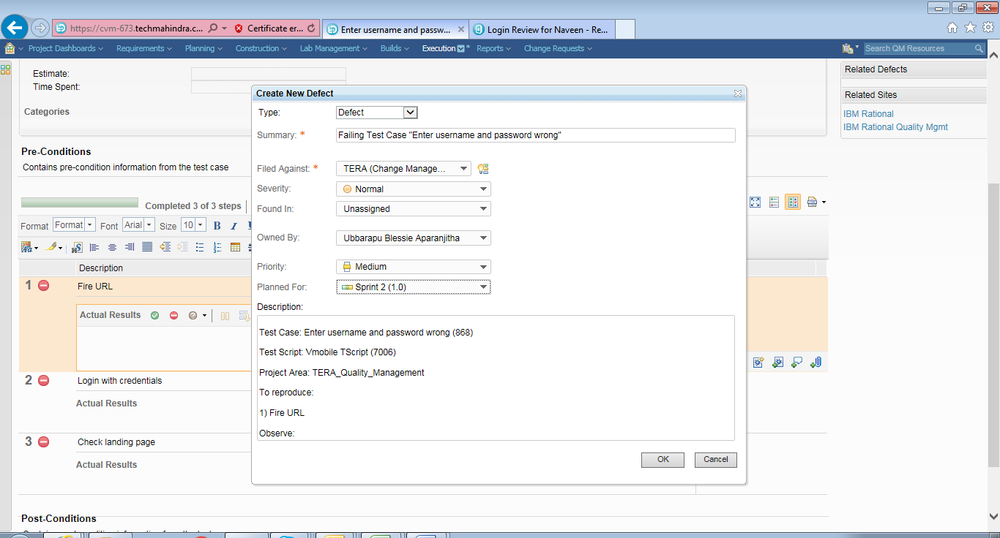 https://cvm-673.techmahindra.c... Certificate er... Enter username and passw... Login Review for Naveen - Re...
Project Dashboards Requirements Planning Construction Lab Management Builds Execution * Reports Change Requests Search QM Resources
Estimate:
Time Spent:
Categories
Pre-Conditions
Contains pre-condition information from the test case
Completed 3 of 3 steps
Format Format Font Arial Size 10 B I U
Description
1 Fire URL
Actual Results
2 Login with credentials
Actual Results
3 Check landing page
Actual Results
Post-Conditions
Create New Defect
Type: Defect
Summary: * Failing Test Case "Enter username and password wrong"
Filed Against: * TERA (Change Manage...
Severity: Normal
Found In: Unassigned
Owned By: Ubbarapu Blessie Aparanjitha
Priority: Medium
Planned For: Sprint 2 (1.0)
Description:
Test Case: Enter username and password wrong (868)
Test Script: Vmobile TScript (7006)
Project Area: TERA_Quality_Management
To reproduce:
1) Fire URL
Observe:
OK Cancel
Related Defects
Related Sites
IBM Rational
IBM Rational Quality Mgmt